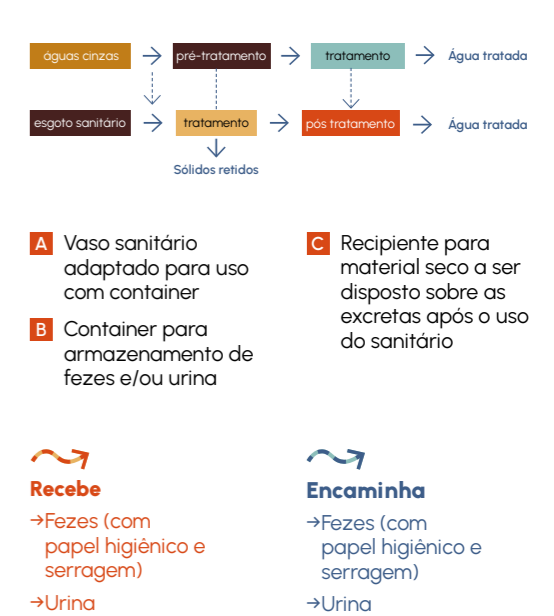 águas cinzas
pré-tratamento
tratamento
Água tratada
esgoto sanitário
tratamento
pós tratamento
Água tratada
Sólidos retidos
A Vaso sanitário
adaptado para uso
com container
B Container para
armazenamento de
fezes e/ou urina
C Recipiente para
material seco a ser
disposto sobre as
excretas após o uso
do sanitário
Recebe
→Fezes (com
papel higiênico e
serragem)
→Urina
Encaminha
→Fezes (com
papel higiênico e
serragem)
→Urina